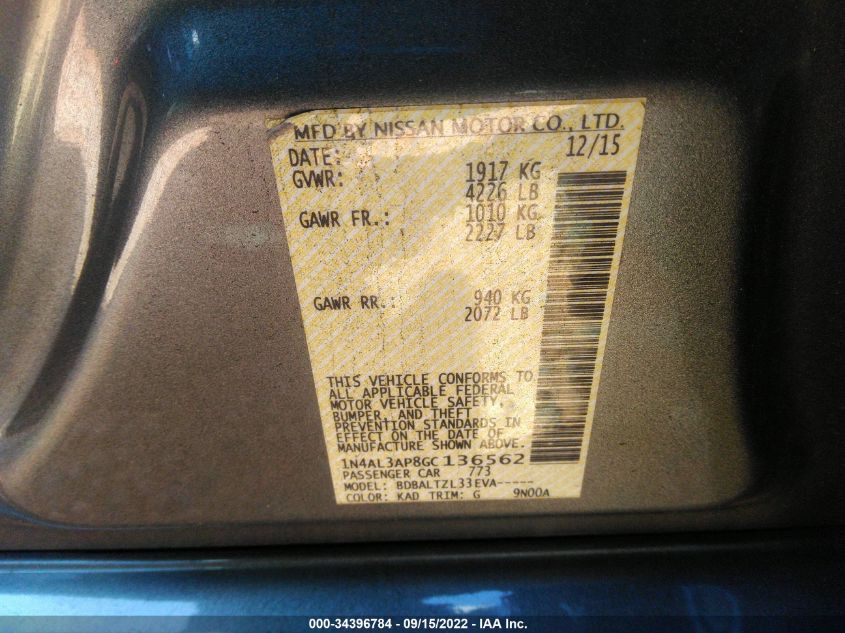 MFD BY NISSAN MOTOR CO., LTD.
DATE: 12/15
GVWR: 1917 KG
4226 LB
GAWR FR.: 1010 KG
2227 LB
GAWR RR.: 940 KG
2072 LB
THIS VEHICLE CONFORMS TO
ALL APPLICABLE FEDERAL
MOTOR VEHICLE SAFETY,
BUMPER, AND THEFT
PREVENTION STANDARDS IN
EFFECT ON THE DATE OF
MANUFACTURE SHOWN ABOVE.
1N4AL3AP8GC136562
PASSENGER CAR 773
MODEL: BDBALTZL33EVA-----
COLOR: KAD TRIM: G 9N00A
000-34396784 - 09/15/2022 - IAA Inc.